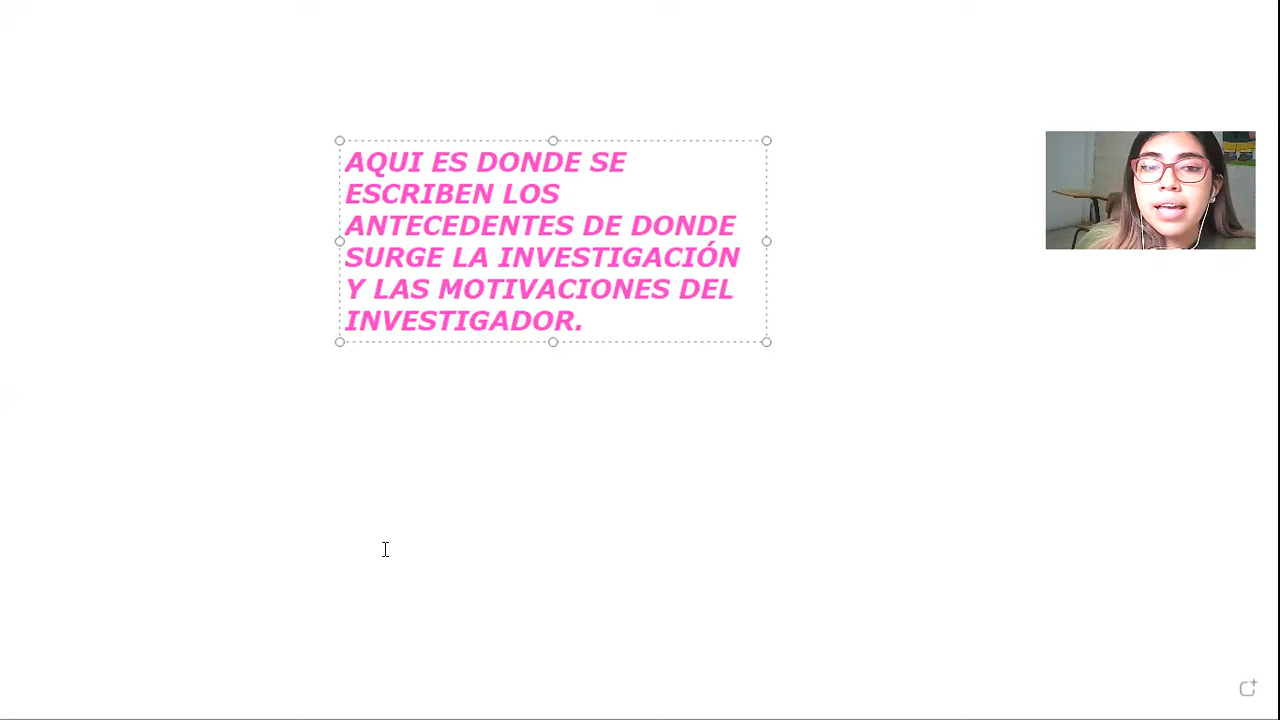 AQUI ES DONDE SE
ESCRIBEN LOS
ANTECEDENTES DE DONDE
SURGE LA INVESTIGACIÓN
Y LAS MOTIVACIONES DEL
INVESTIGADOR.